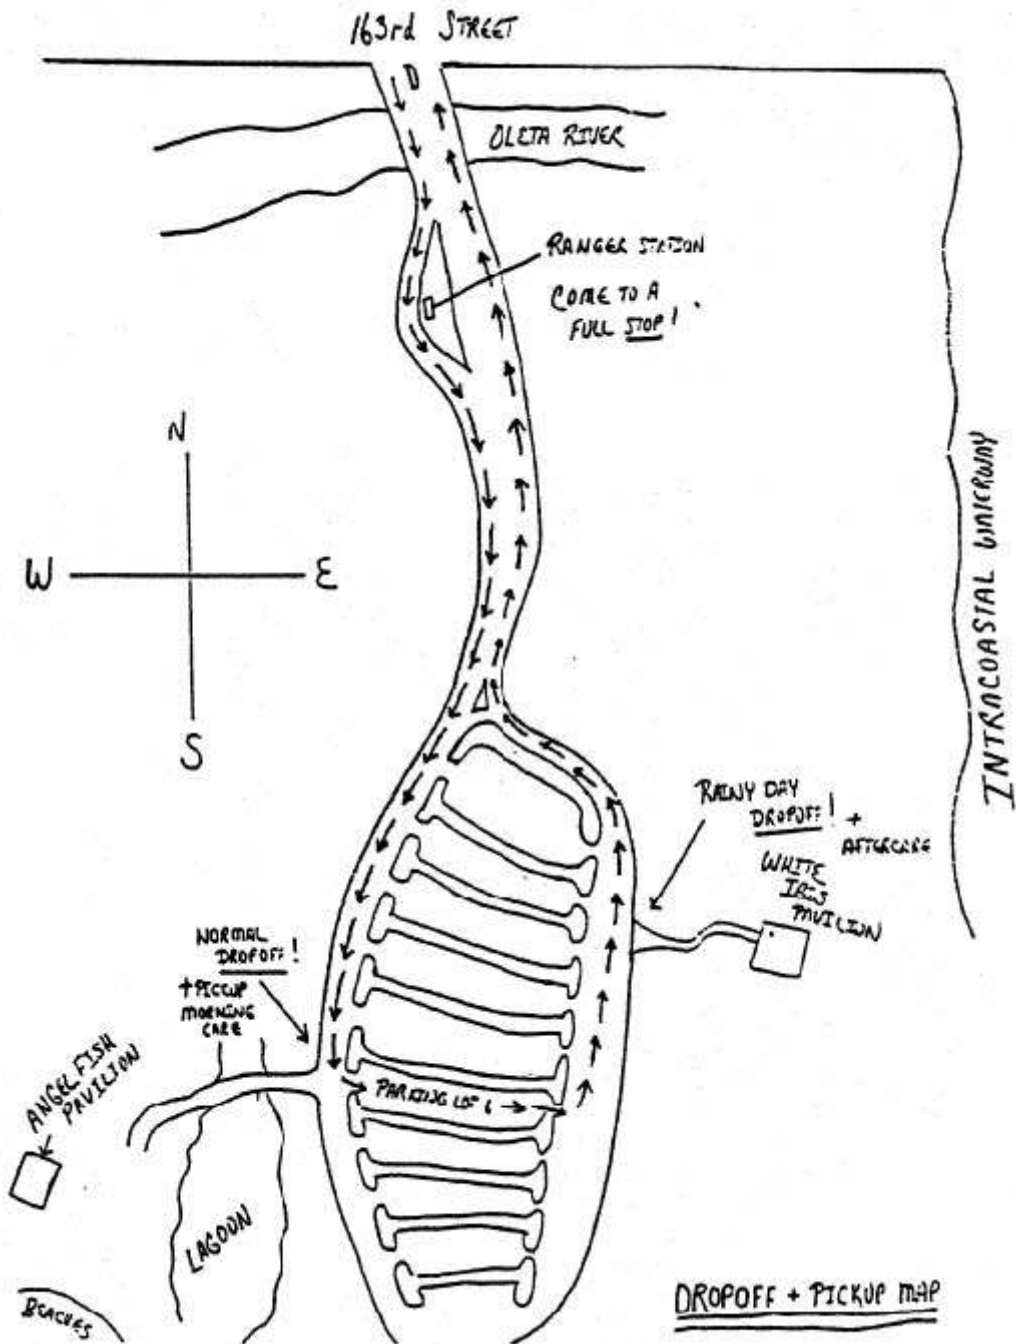 163rd STREET
OLETA RIVER
RANGER STATION
COME TO A
FULL STOP!
N
W
E
S
INTRACOASTAL WATERWAY
RAINY DAY
DROPOFF! +
AFTERCARE
WHITE
IBIS
PAVILION
NORMAL
DROPOFF!
+ PICKUP
MORNING
CARE
ANGELFISH
PAVILION
PARKING LOT 6
LAGOON
BEACHES
DROPOFF + PICKUP MAP